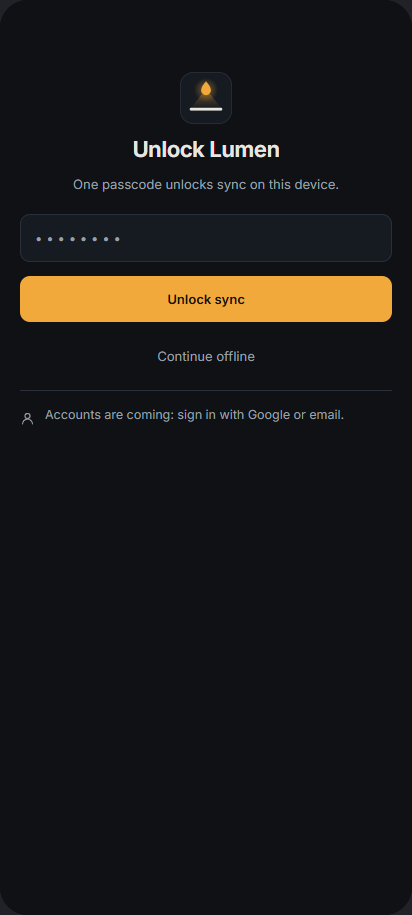 Unlock Lumen
One passcode unlocks sync on this device.
••••••••
Unlock sync
Continue offline
Accounts are coming: sign in with Google or email.